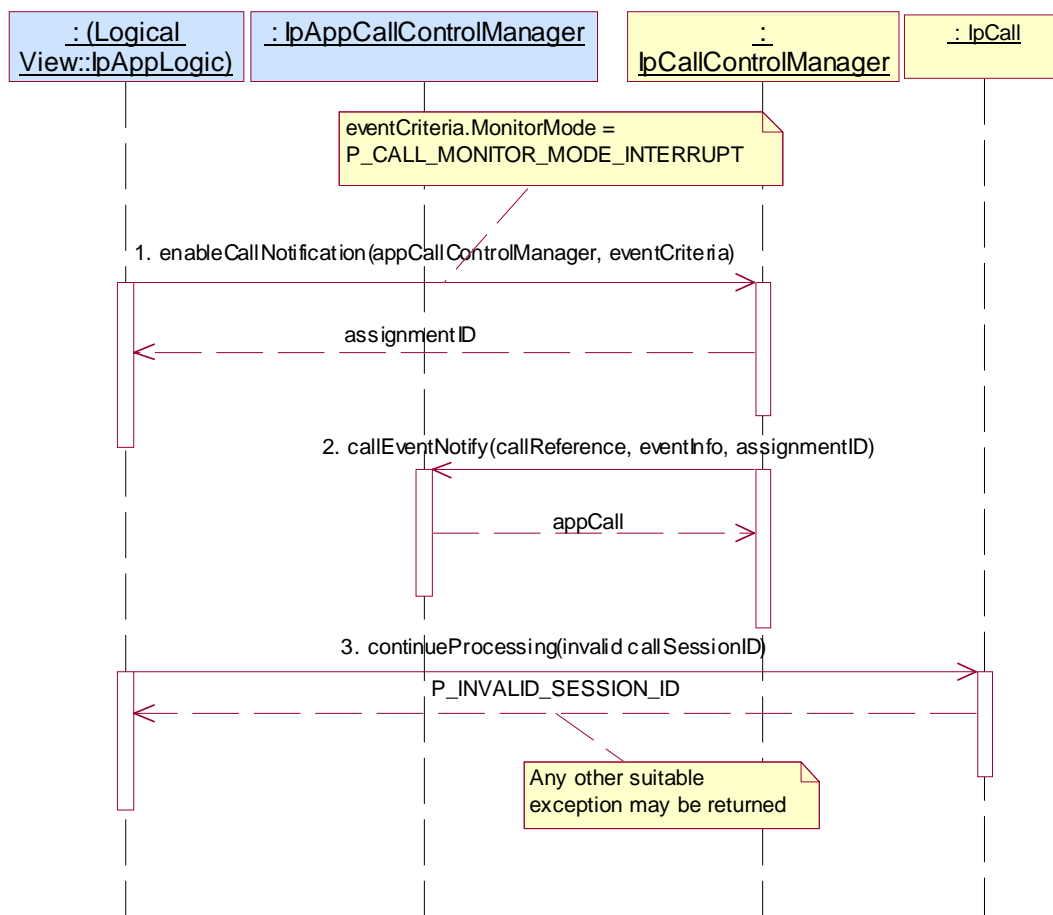 : (Logical
View::IpAppLogic)
: IpAppCallControlManager
:
IpCallControlManager
: IpCall
eventCriteria.MonitorMode =
P_CALL_MONITOR_MODE_INTERRUPT
1. enableCallNotification(appCallControlManager, eventCriteria)
assignmentID
2. callEventNotify(callReference, eventInfo, assignmentID)
appCall
3. continueProcessing(invalid callSessionID)
P_INVALID_SESSION_ID
Any other suitable
exception may be returned